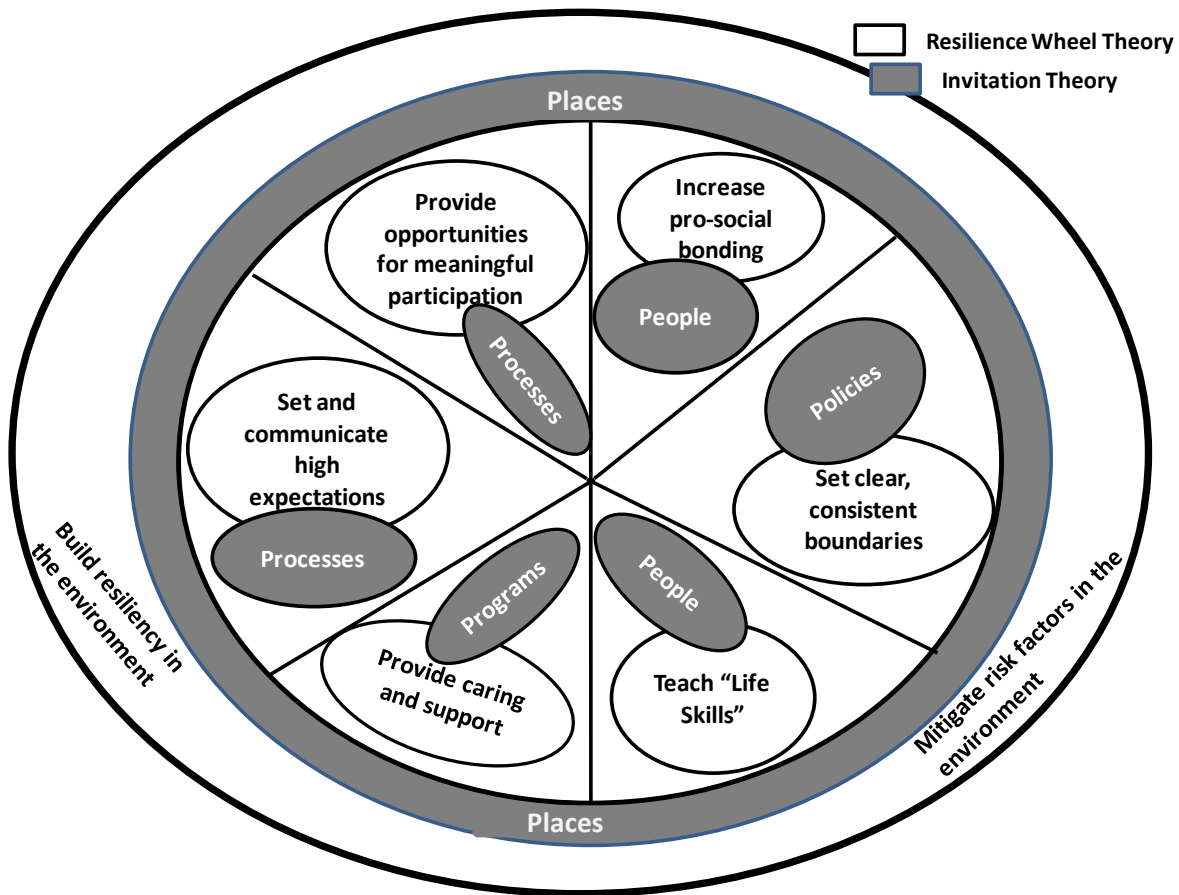 Resilience Wheel Theory
Invitation Theory
Places
Provide
opportunities
for meaningful
participation
Processes
Increase
pro-social
bonding
People
Policies
Set clear,
consistent
boundaries
Set and
communicate
high
expectations
Processes
Programs
Provide caring
and support
People
Teach “Life
Skills”
Build resiliency in
the environment
Mitigate risk factors in the
environment
Places